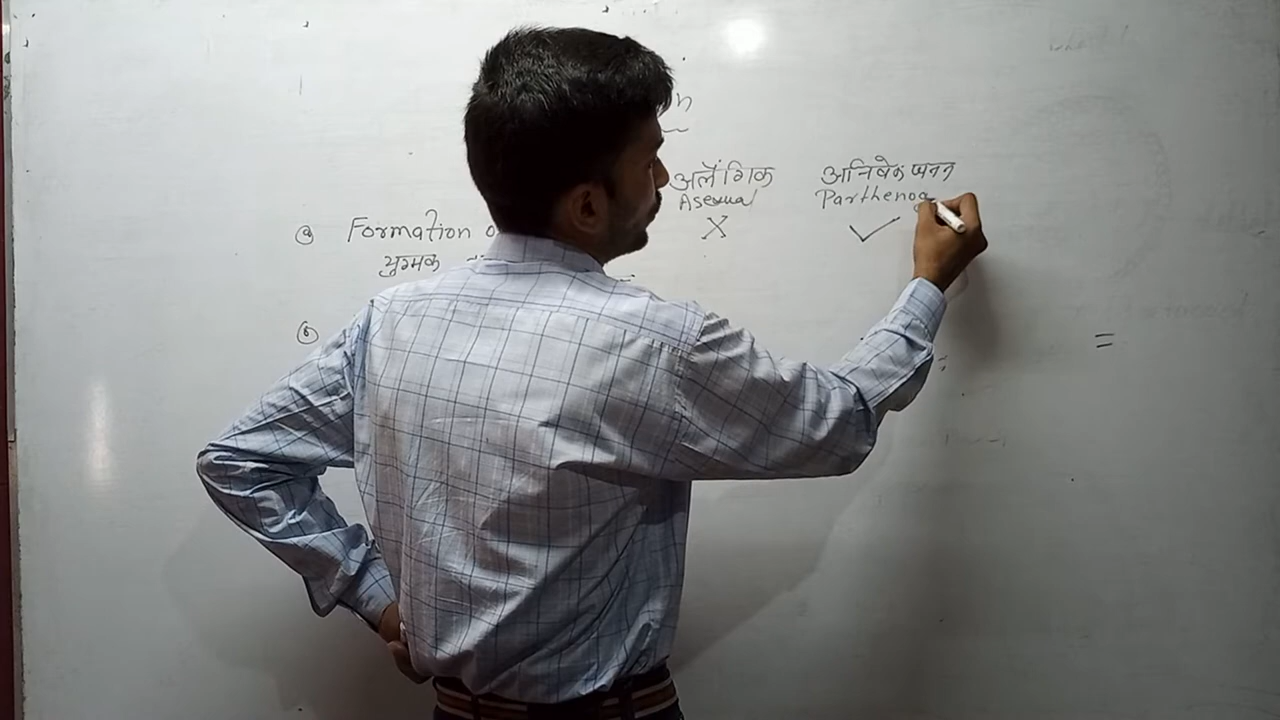 n
अलैंगिक अनिषेक जनन
Asexual Parthenog
ⓐ Formation o X ✓
युग्मक
ⓑ
=